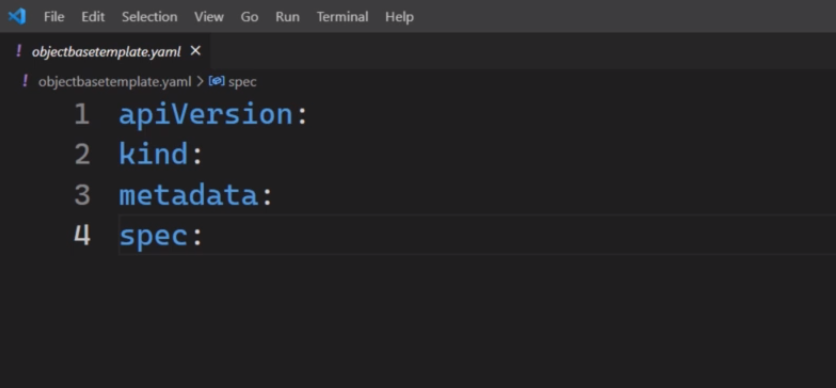 File Edit Selection View Go Run Terminal Help
! objectbasetemplate.yaml ×
! objectbasetemplate.yaml > spec
1 apiVersion:
2 kind:
3 metadata:
4 spec: